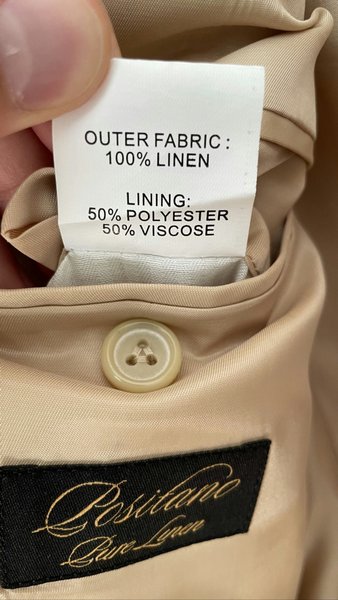 OUTER FABRIC :
100% LINEN
LINING:
50% POLYESTER
50% VISCOSE
Positano
Pure Linen